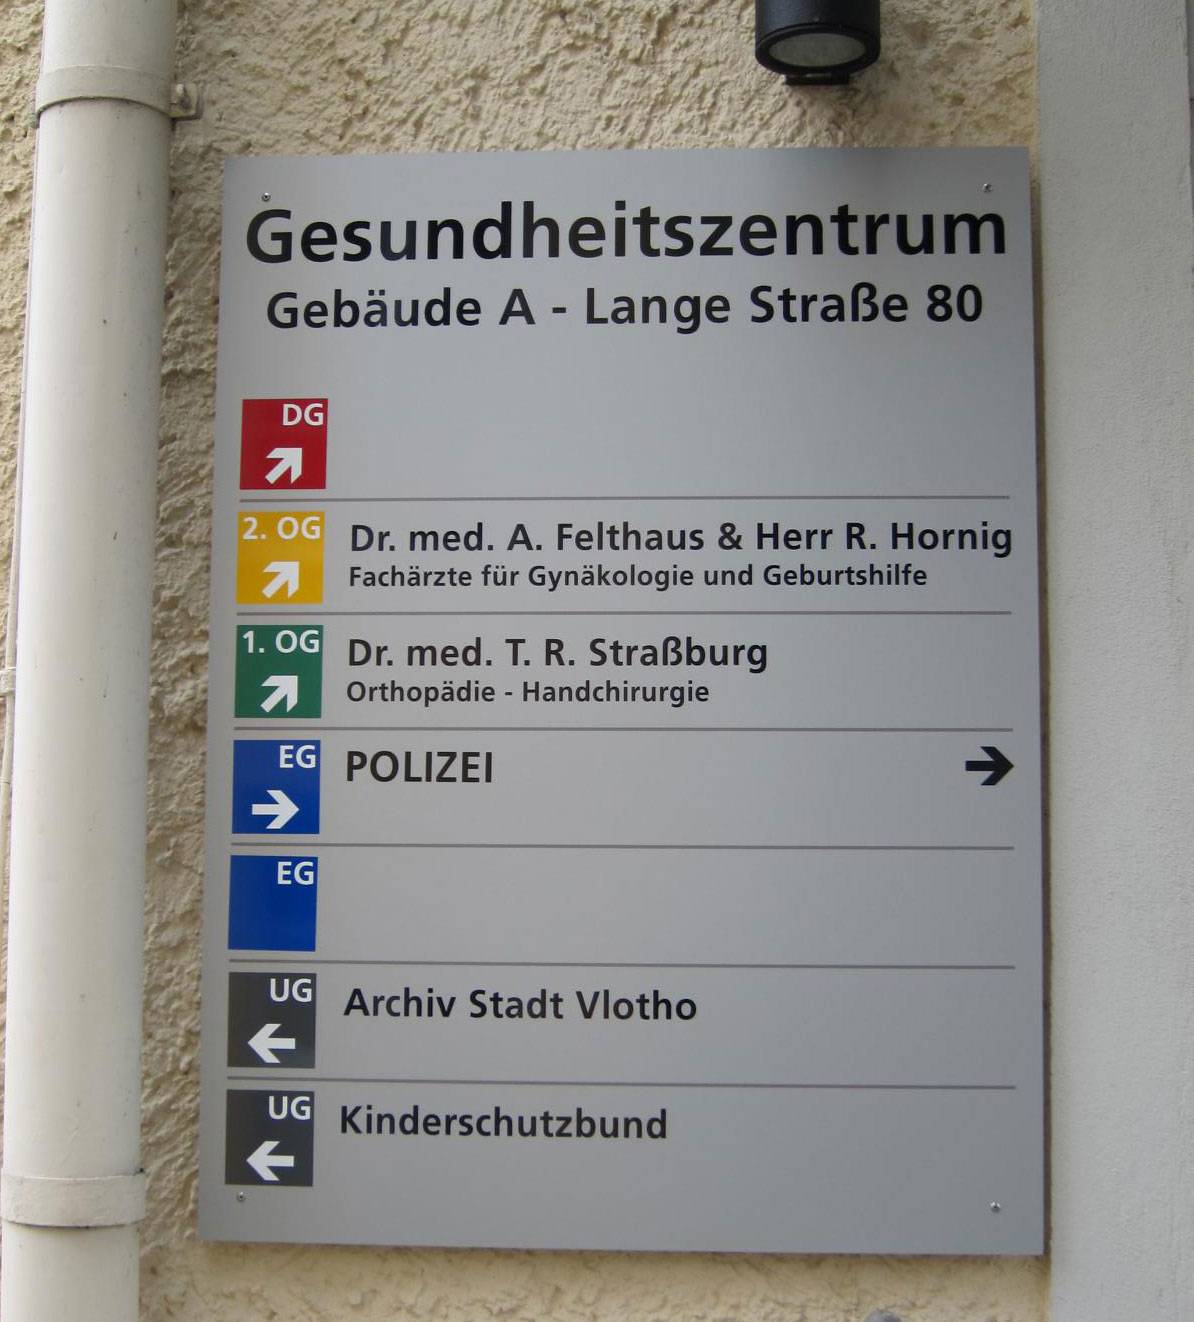 Gesundheitszentrum
Gebäude A - Lange Straße 80
DG
2. OG
Dr. med. A. Felthaus & Herr R. Hornig
Fachärzte für Gynäkologie und Geburtshilfe
1. OG
Dr. med. T. R. Straßburg
Orthopädie - Handchirurgie
EG
POLIZEI
EG
UG
Archiv Stadt Vlotho
UG
Kinderschutzbund